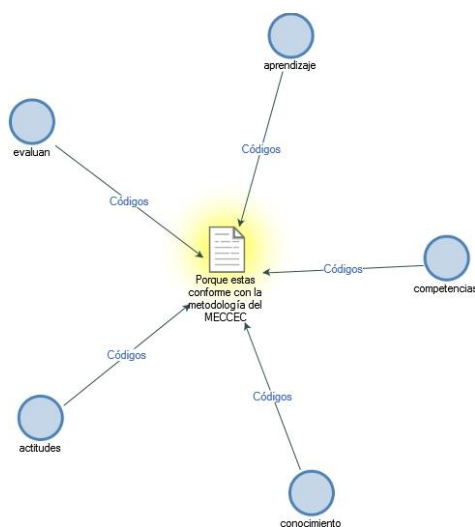 aprendizaje
evaluan
Códigos
Códigos
Porque estas
conforme con la
metodología del
MECCEC
Códigos
competencias
Códigos
Códigos
actitudes
conocimiento